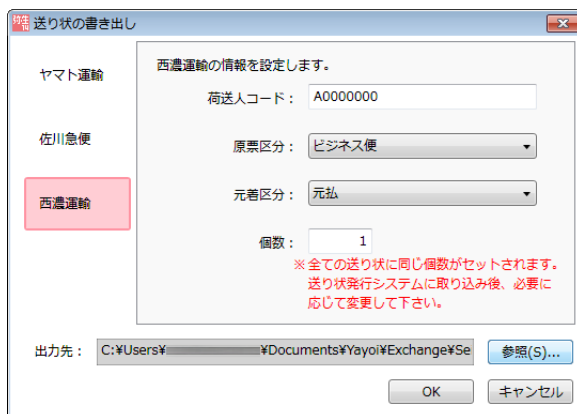 送り状の書き出し
ヤマト運輸
佐川急便
西濃運輸
西濃運輸の情報を設定します。
荷送人コード： A0000000
原票区分： ビジネス便
元着区分： 元払
個数： 1
※全ての送り状に同じ個数がセットされます。
送り状発行システムに取り込み後、必要に
応じて変更して下さい。
出力先： C:¥Users¥ ¥Documents¥Yayoi¥Exchange¥Se 参照(S)...
OK キャンセル